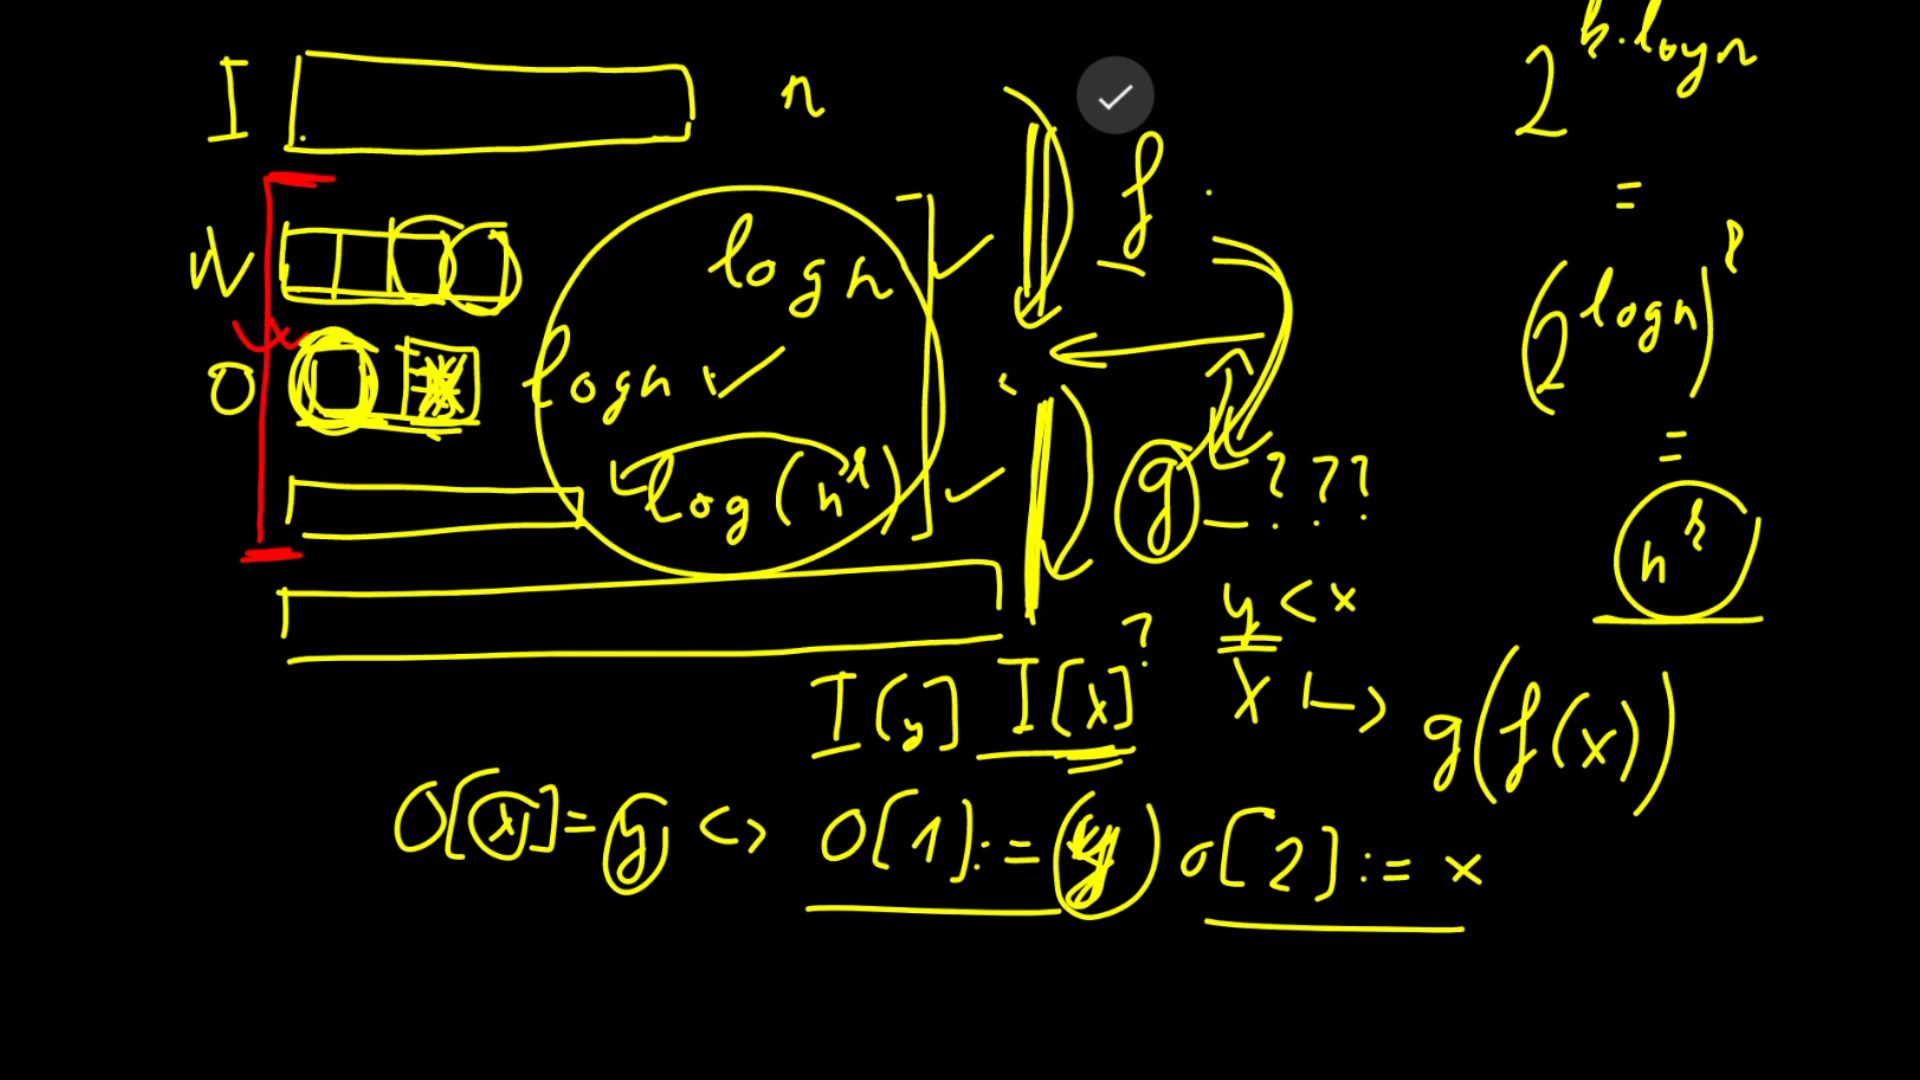 I n f
W log n
O log n
log(n^k) g ???
y < x
I[y] I[x] ? x ↦ g(f(x))
O[x] = y <> O[1] := y O[2] := x
2^k·log n
=
(2^log n)^k
=
n^k